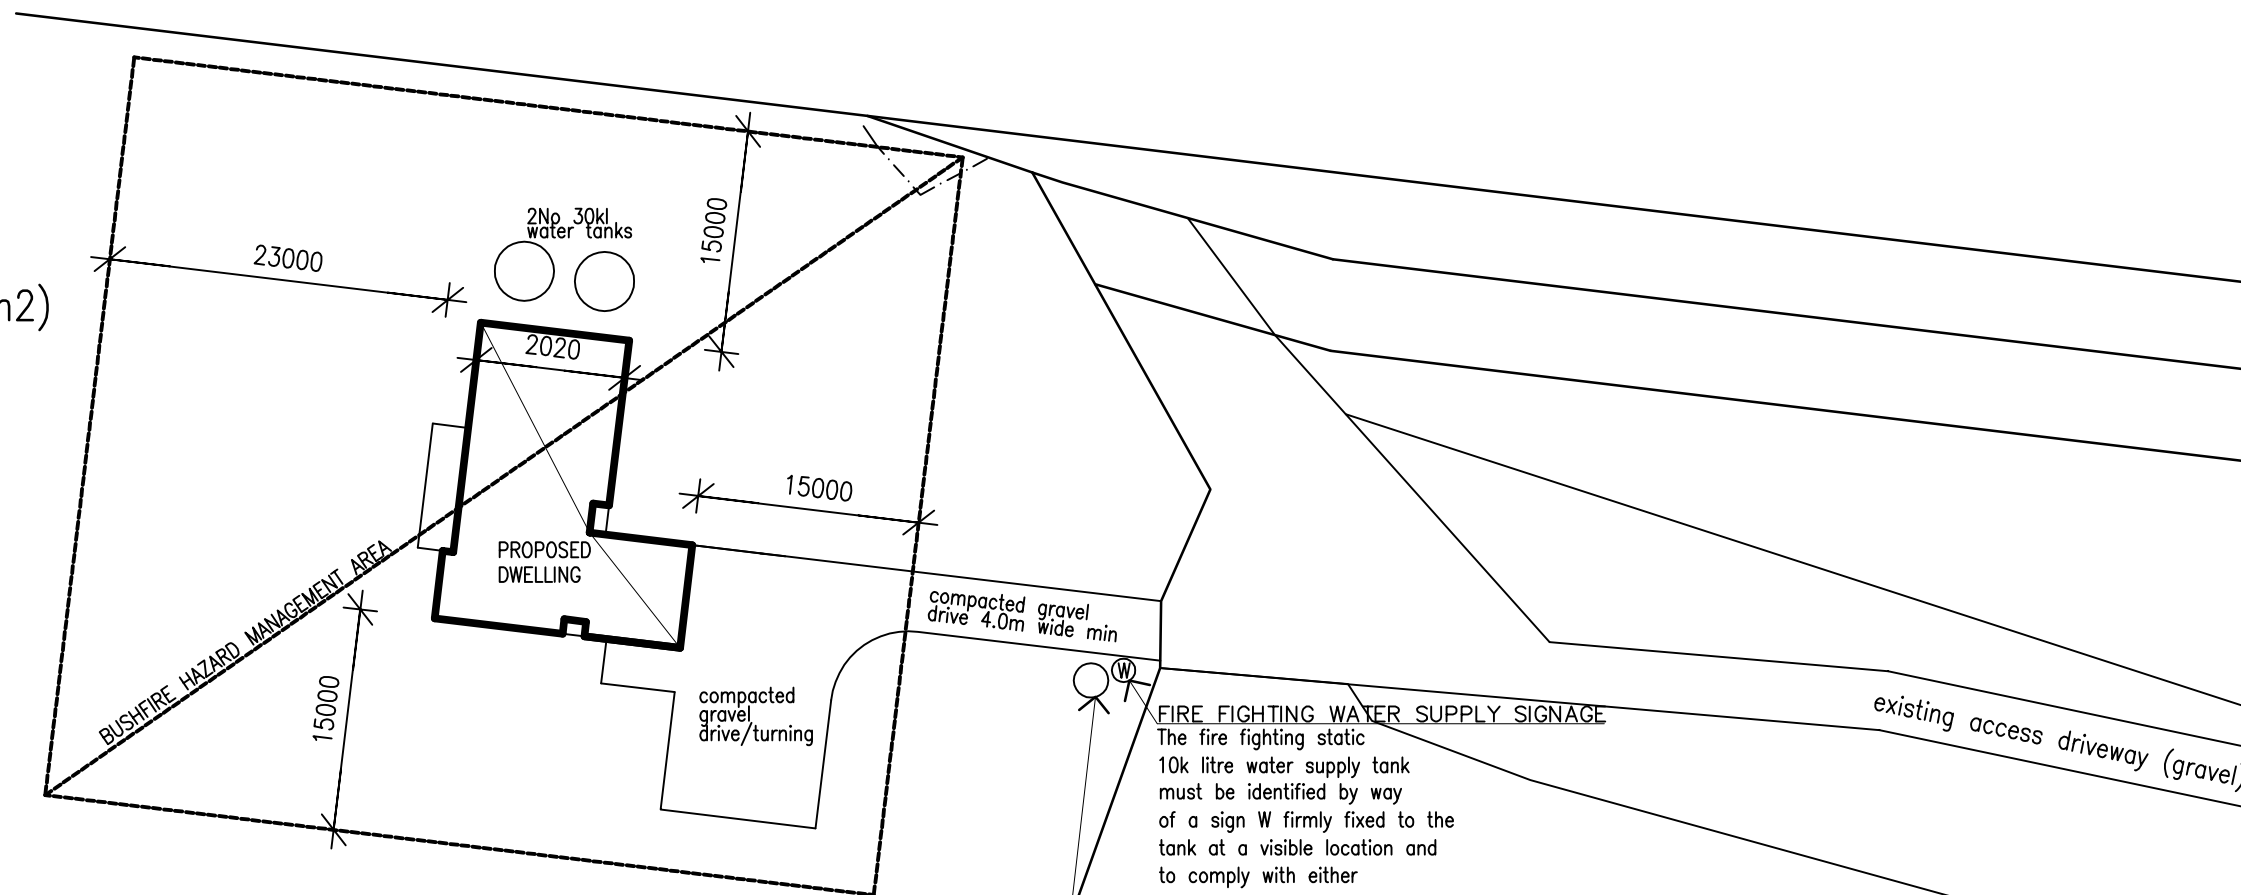 2No 30kl
water tanks
15000
23000
m2)
2020
15000
PROPOSED
DWELLING
BUSHFIRE HAZARD MANAGEMENT AREA
compacted gravel
drive 4.0m wide min
15000
compacted
gravel
drive/turning
W
existing access driveway (gravel)
FIRE FIGHTING WATER SUPPLY SIGNAGE
The fire fighting static
10k litre water supply tank
must be identified by way
of a sign W firmly fixed to the
tank at a visible location and
to comply with either